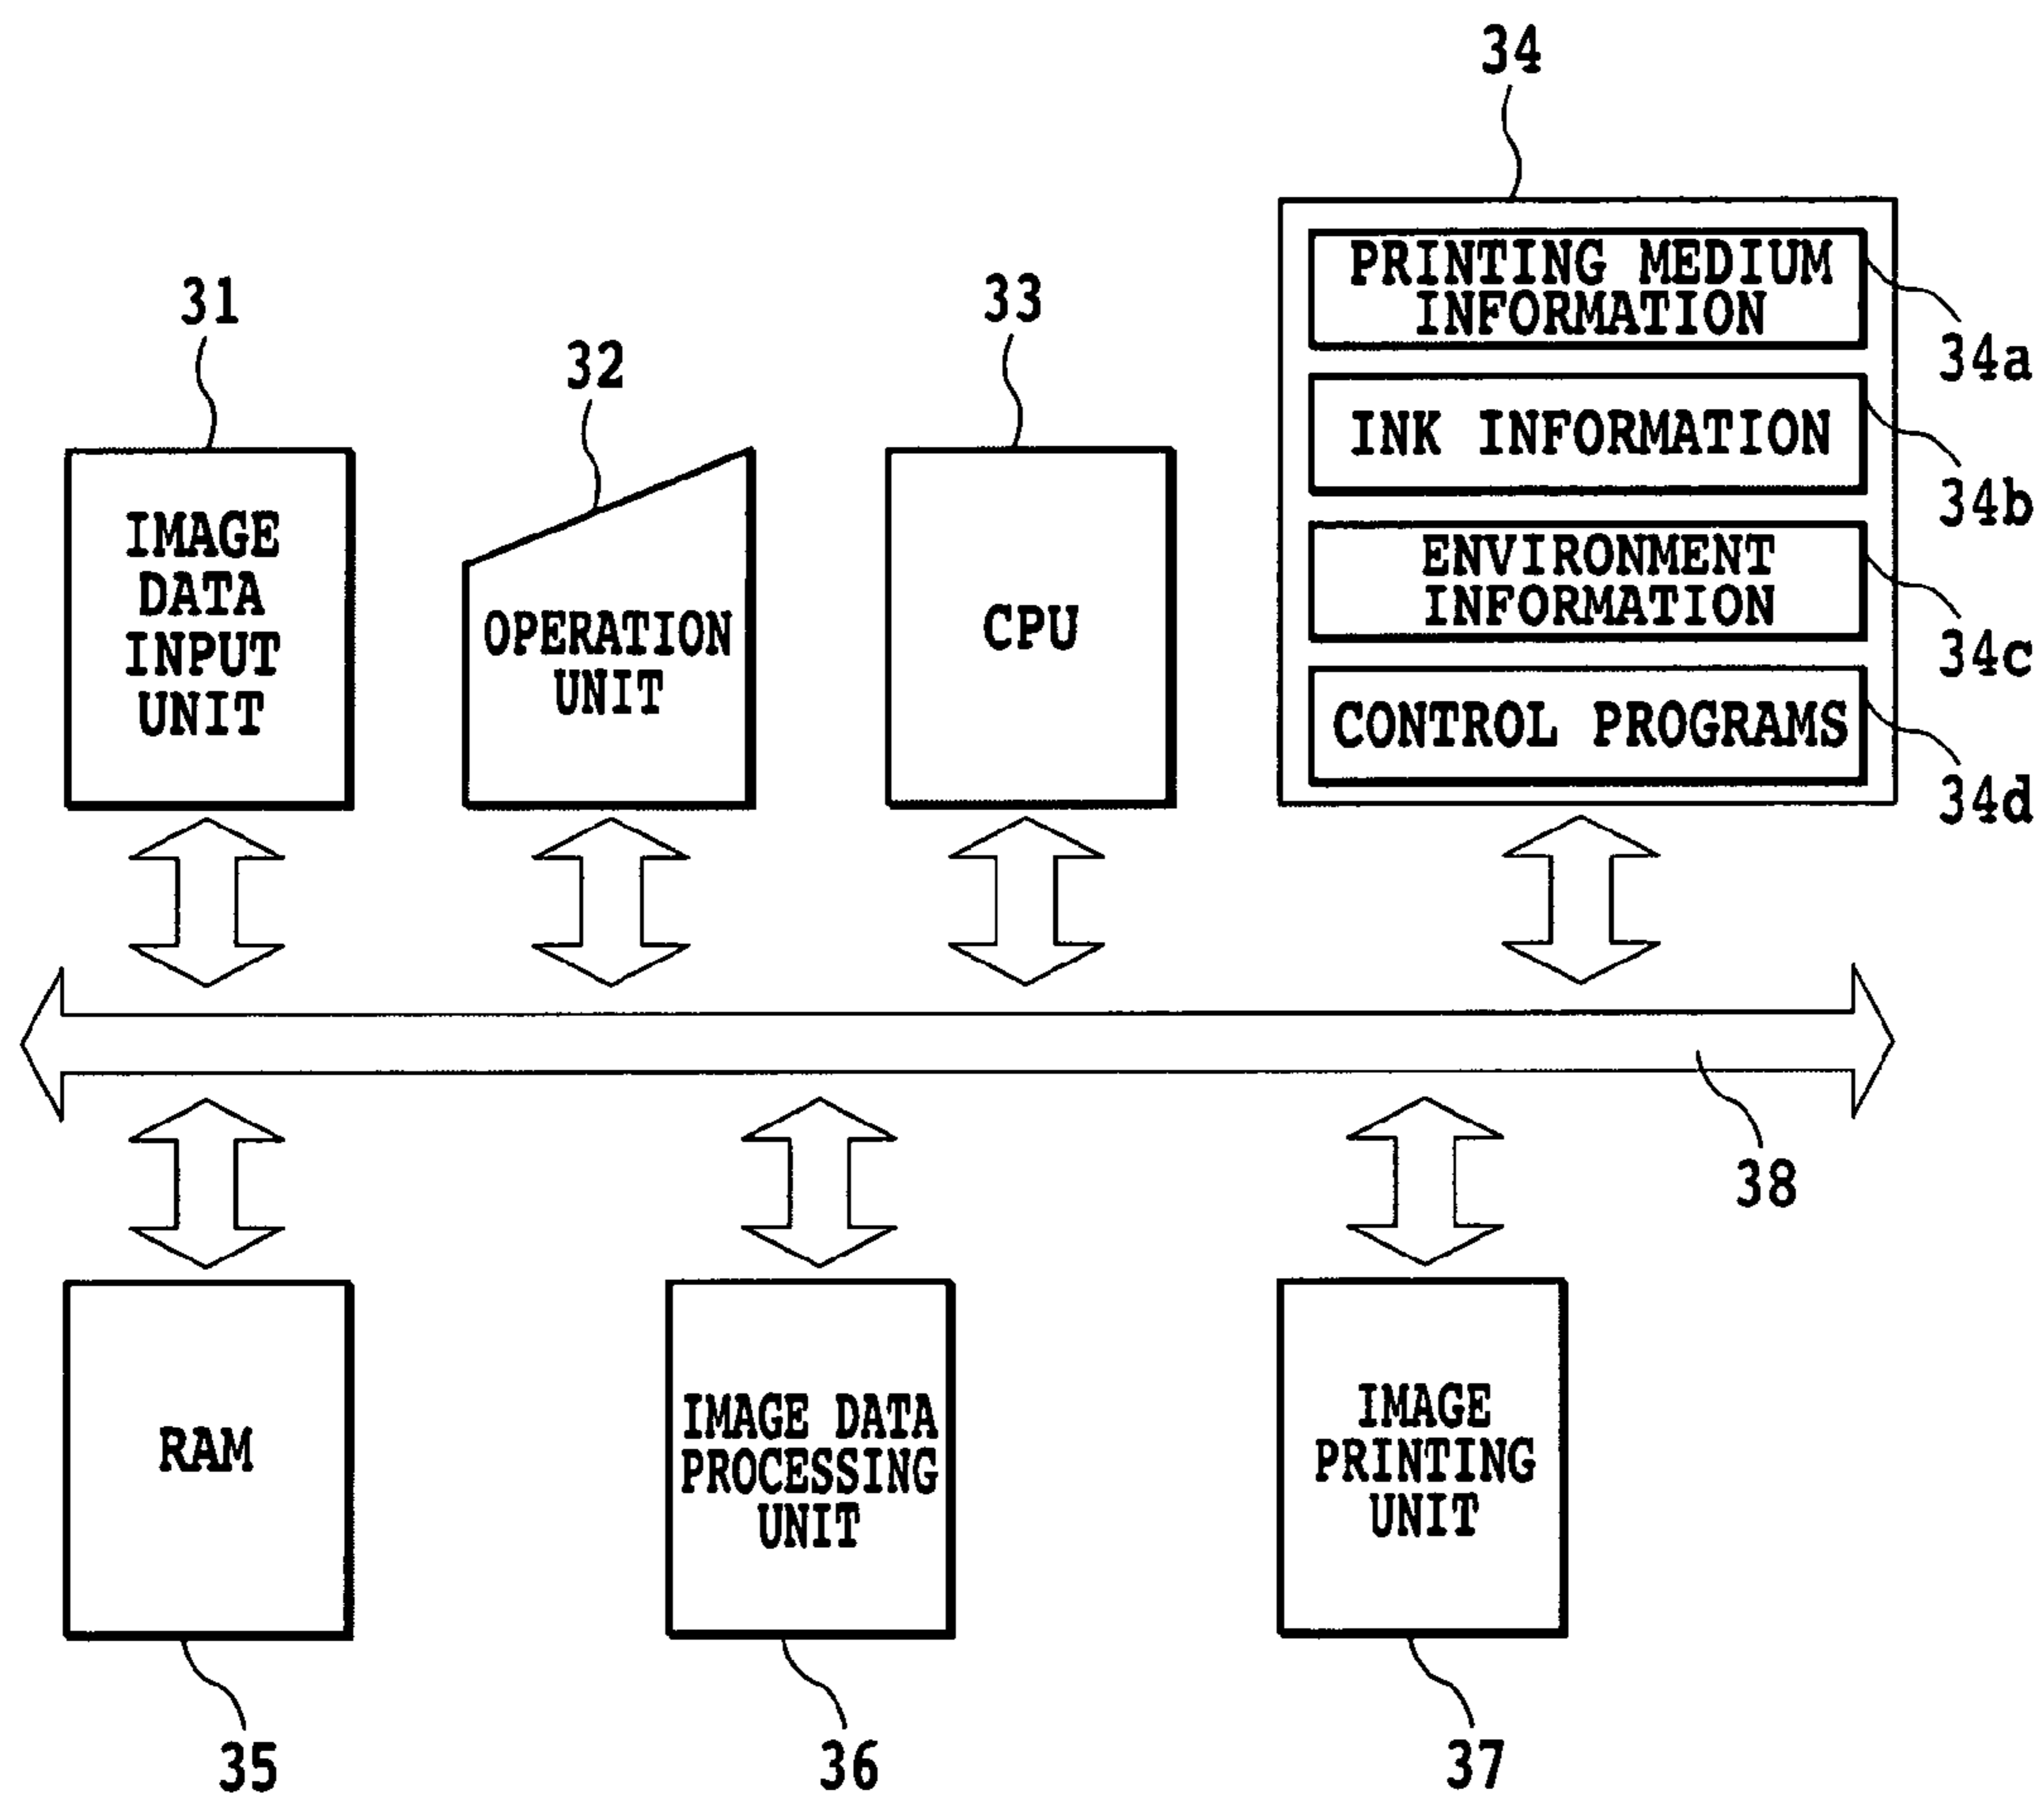 34
31
32
33
PRINTING MEDIUM
INFORMATION
34a
INK INFORMATION
34b
ENVIRONMENT
INFORMATION
34c
CONTROL PROGRAMS
34d
IMAGE
DATA
INPUT
UNIT
OPERATION
UNIT
CPU
38
RAM
IMAGE DATA
PROCESSING
UNIT
IMAGE
PRINTING
UNIT
35
36
37